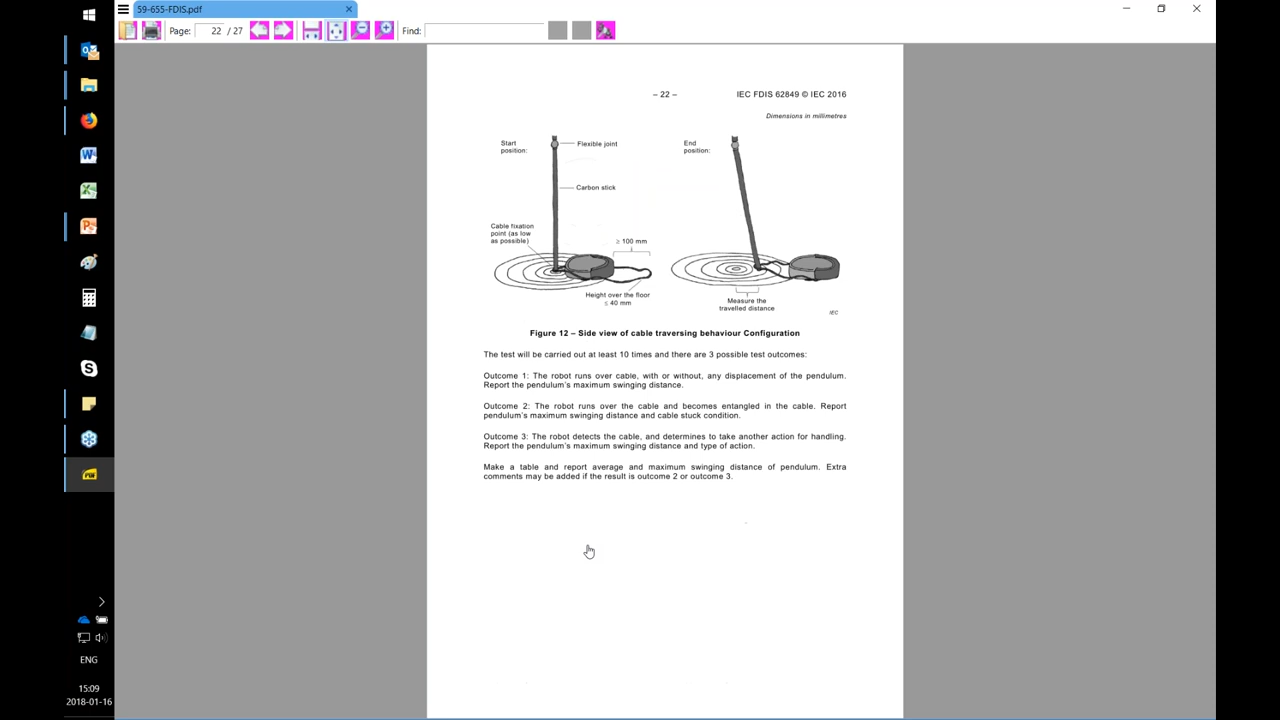 59-655-FDIS.pdf
Page: 22 / 27 Find:
– 22 – IEC FDIS 62849 © IEC 2016
Dimensions in millimetres
Start
position:
Flexible joint
End
position:
Carbon stick
Cable fixation
point (as low
as possible)
≥ 100 mm
Height over the floor
≤ 40 mm
Measure the
travelled distance
IEC
Figure 12 – Side view of cable traversing behaviour Configuration
The test will be carried out at least 10 times and there are 3 possible test outcomes:
Outcome 1: The robot runs over cable, with or without, any displacement of the pendulum.
Report the pendulum's maximum swinging distance.
Outcome 2: The robot runs over the cable and becomes entangled in the cable. Report
pendulum's maximum swinging distance and cable stuck condition.
Outcome 3: The robot detects the cable, and determines to take another action for handling.
Report the pendulum's maximum swinging distance and type of action.
Make a table and report average and maximum swinging distance of pendulum. Extra
comments may be added if the result is outcome 2 or outcome 3.
ENG
15:09
2018-01-16